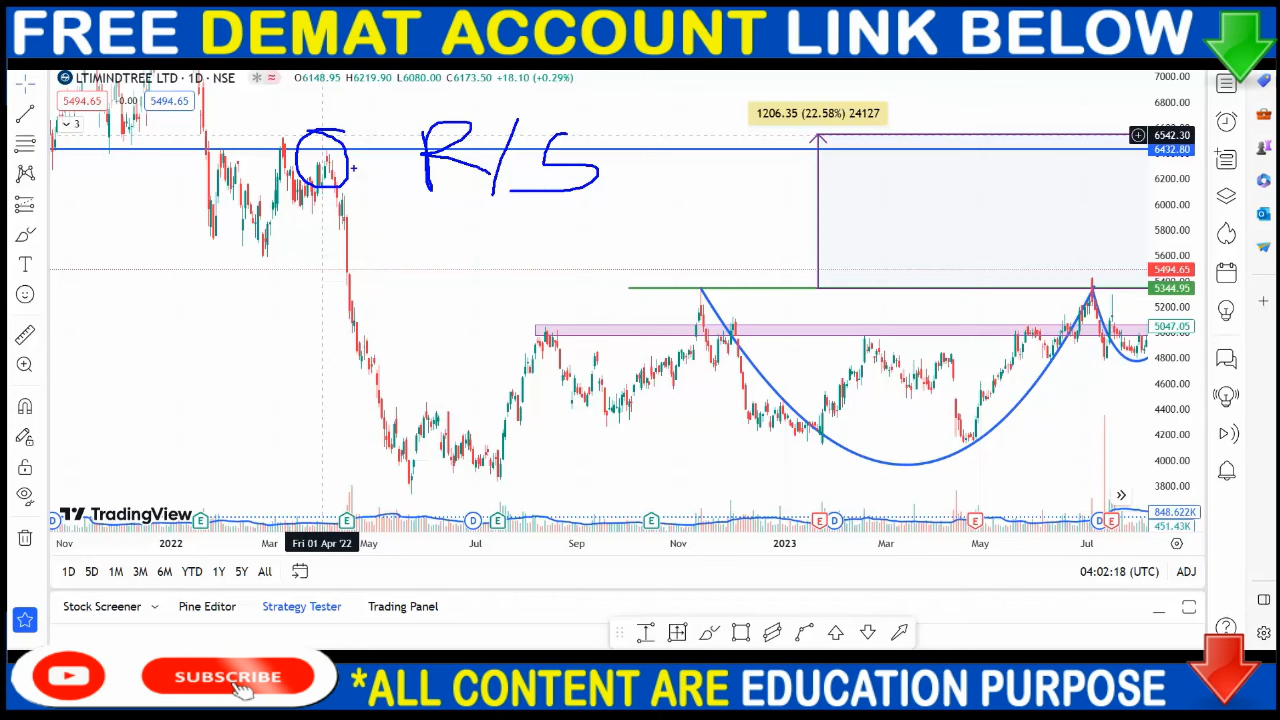 FREE DEMAT ACCOUNT LINK BELOW
LTIMINDTREE LTD · 1D · NSE O6148.95 H6219.90 L6080.00 C6173.50 +18.10 (+0.29%)
5494.65 +0.00 5494.65
3
R/S
1206.35 (22.58%) 24127
7000.00
6800.00
6542.30
6432.80
6200.00
6000.00
5800.00
5600.00
5494.65
5344.95
5200.00
5047.05
4800.00
4600.00
4400.00
4200.00
4000.00
3800.00
848.622K
451.43K
TradingView
D E E D E E D E D E
Nov 2022 Mar Fri 01 Apr '22 May Jul Sep Nov 2023 Mar May Jul
1D 5D 1M 3M 6M YTD 1Y 5Y All 04:02:18 (UTC) ADJ
Stock Screener Pine Editor Strategy Tester Trading Panel
SUBSCRIBE
*ALL CONTENT ARE EDUCATION PURPOSE